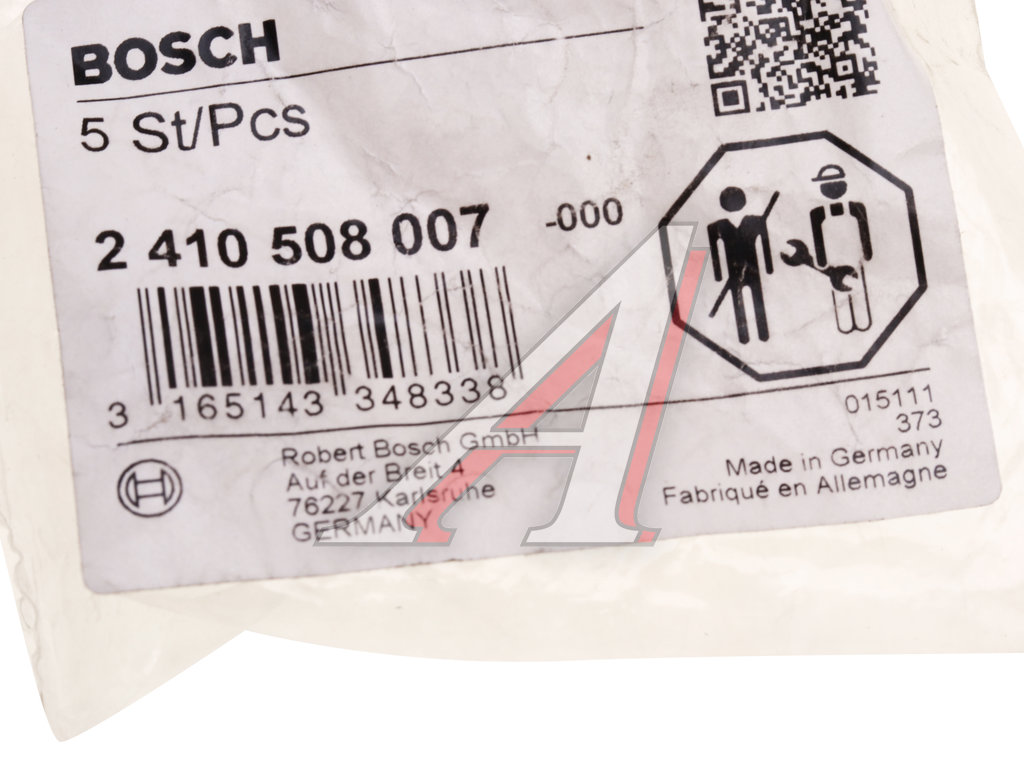 BOSCH
5 St/Pcs
2 410 508 007 -000
3 165143 348338
015111
373
Robert Bosch GmbH
Auf der Breit 4
76227 Karlsruhe
GERMANY
Made in Germany
Fabriqué en Allemagne